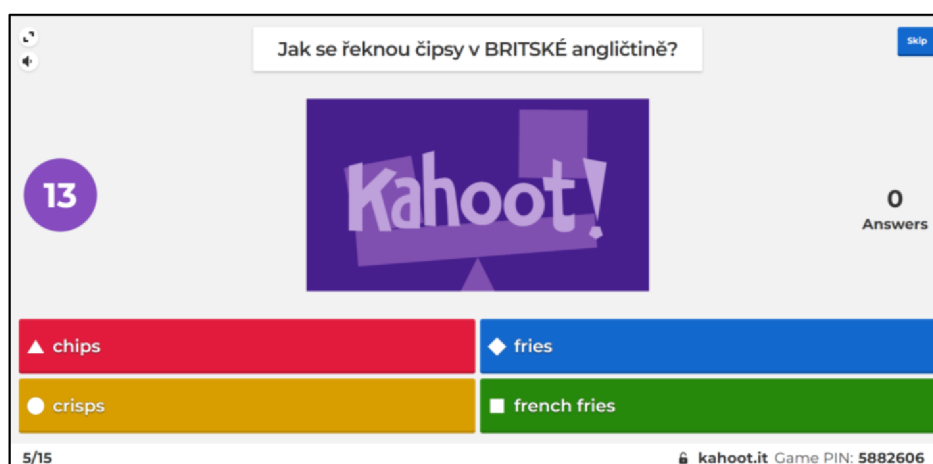 Jak se řeknou čipsy v BRITSKÉ angličtině?
Skip
Kahoot!
13
0
Answers
▲ chips
◆ fries
● crisps
■ french fries
5/15
kahoot.it Game PIN: 5882606